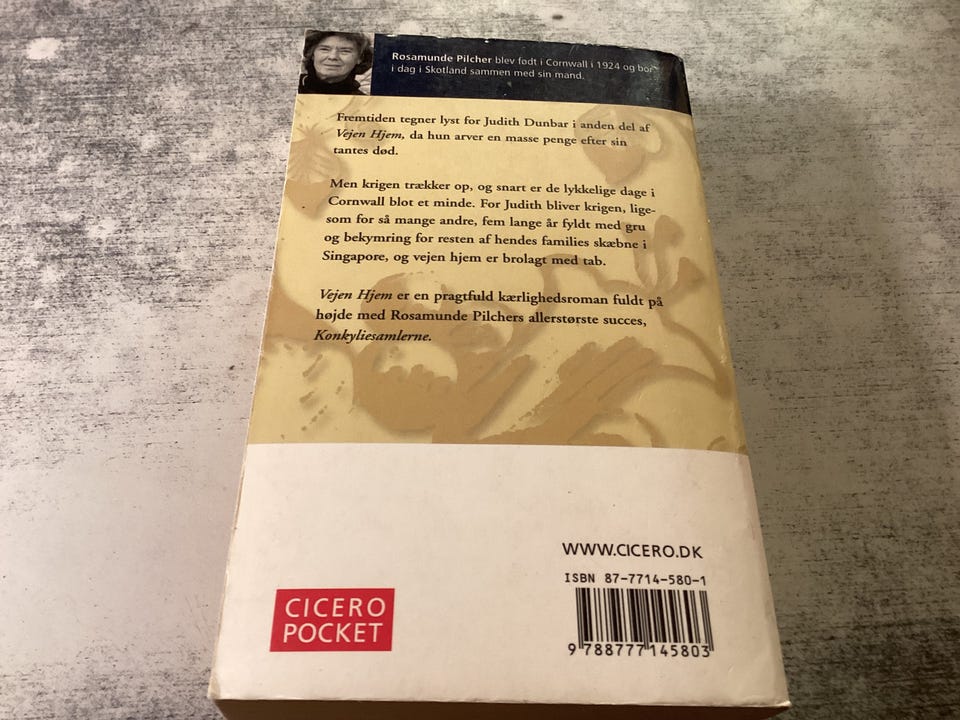 Rosamunde Pilcher blev født i Cornwall i 1924 og bor
i dag i Skotland sammen med sin mand.
Fremtiden tegner lyst for Judith Dunbar i anden del af
Vejen Hjem, da hun arver en masse penge efter sin
tantes død.
Men krigen trækker op, og snart er de lykkelige dage i
Cornwall blot et minde. For Judith bliver krigen, lige-
som for så mange andre, fem lange år fyldt med gru
og bekymring for resten af hendes families skæbne i
Singapore, og vejen hjem er brolagt med tab.
Vejen Hjem er en pragtfuld kærlighedsroman fuldt på
højde med Rosamunde Pilchers allerstørste succes,
Konkyliesamlerne.
WWW.CICERO.DK
ISBN 87-7714-580-1
9 788777 145803
CICERO
POCKET